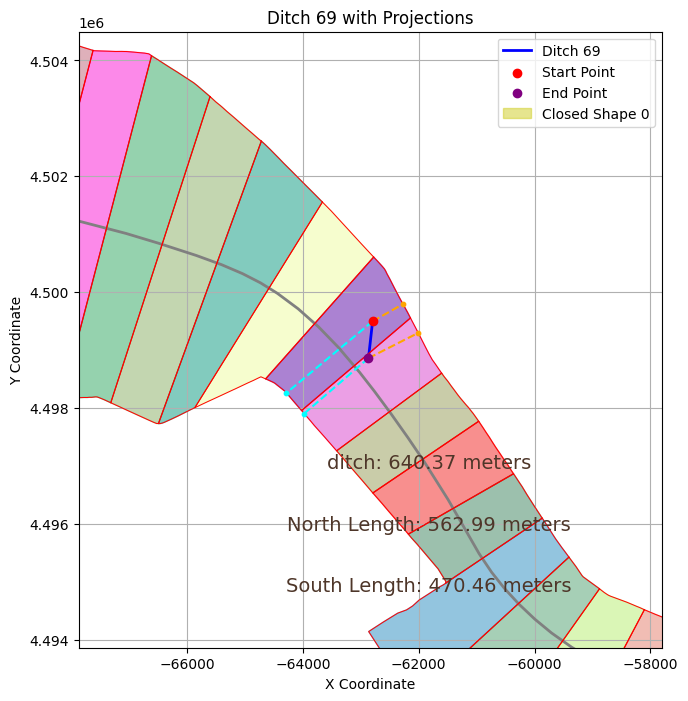 Ditch 69 with Projections
1e6
Ditch 69
Start Point
End Point
Closed Shape 0
4.504
4.502
4.500
4.498
4.496
4.494
Y Coordinate
ditch: 640.37 meters
North Length: 562.99 meters
South Length: 470.46 meters
−66000 −64000 −62000 −60000 −58000
X Coordinate